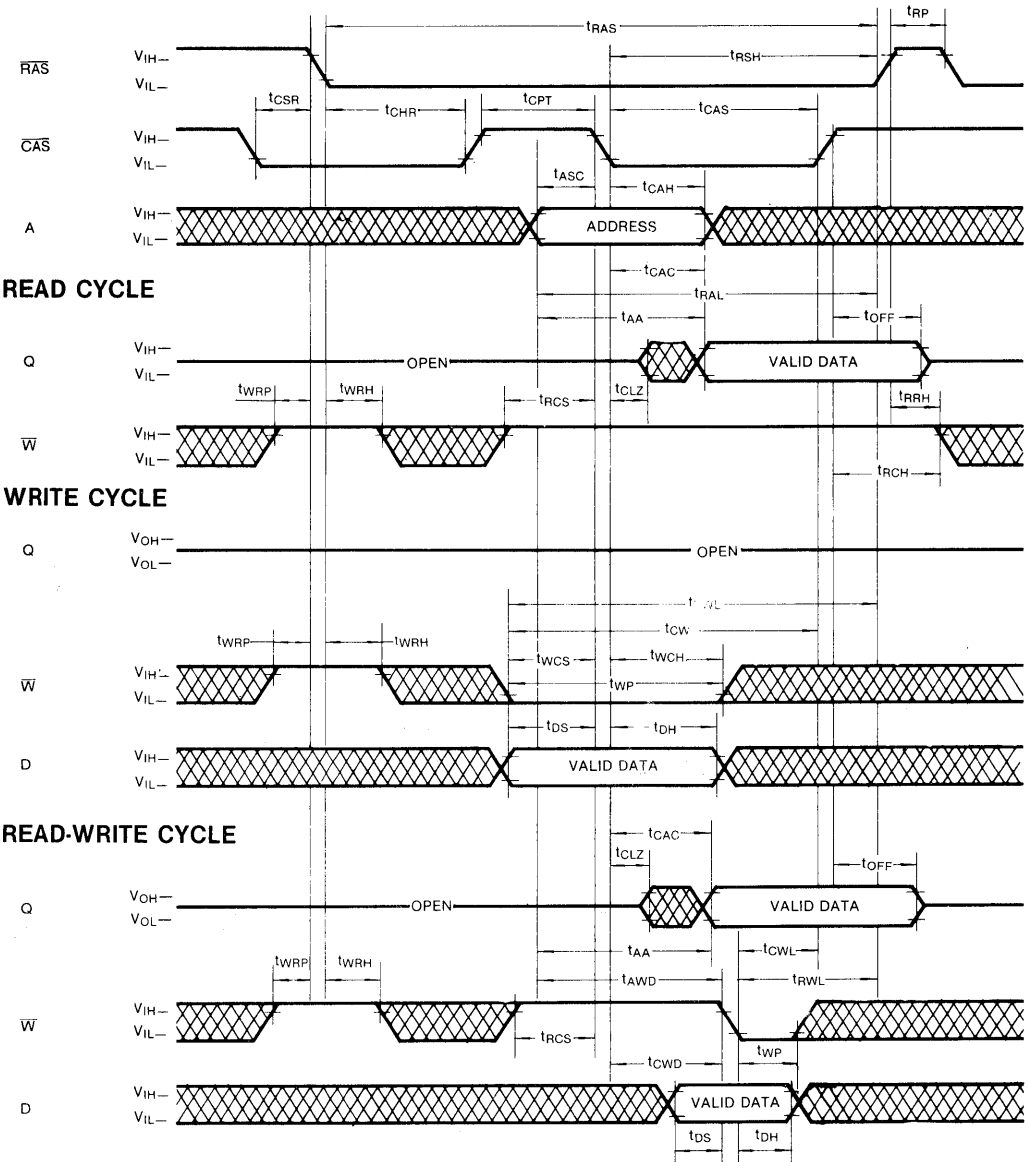 tRAS
tRP
RAS
VIH
VIL
tRSH
tCSR
tCHR
tCPT
tCAS
CAS
VIH
VIL
tASC
tCAH
A
VIH
VIL
ADDRESS
tCAC
READ CYCLE
tRAL
tAA
tOFF
Q
VIH
VIL
OPEN
VALID DATA
tWRP
tWRH
tRCS
tCLZ
tRRH
W
VIH
VIL
tRCH
WRITE CYCLE
Q
VOH
VOL
OPEN
tCW
tWRP
tWRH
tWCS
tWCH
W
VIH
VIL
tWP
tDS
tDH
D
VIH
VIL
VALID DATA
READ-WRITE CYCLE
tCAC
tCLZ
tOFF
Q
VOH
VOL
OPEN
VALID DATA
tAA
tCWL
tWRP
tWRH
tAWD
tRWL
W
VIH
VIL
tRCS
tWP
tCWD
D
VIH
VIL
VALID DATA
tDS
tDH